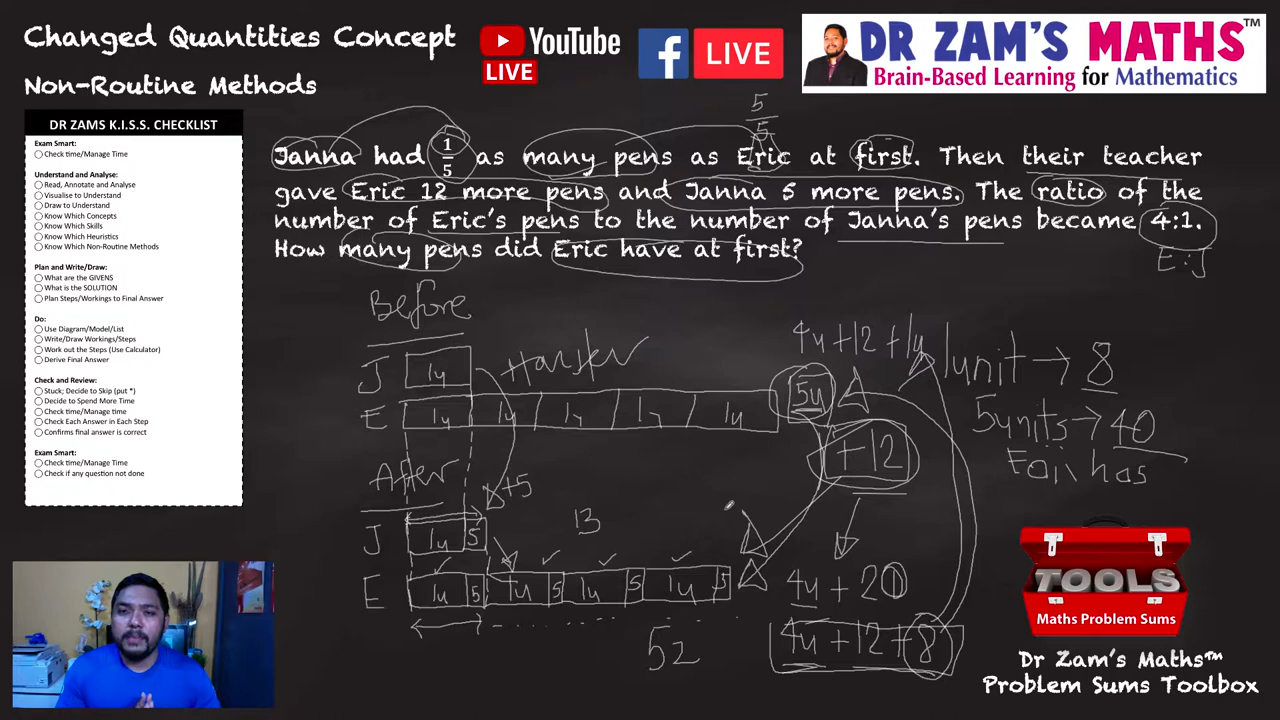 Changed Quantities Concept
Non-Routine Methods
YouTube
LIVE
LIVE
DR ZAM'S MATHS™
Brain-Based Learning for Mathematics
DR ZAMS K.I.S.S. CHECKLIST
Exam Smart:
Check time/Manage Time
Understand and Analyse:
Read, Annotate and Analyse
Visualise to Understand
Draw to Understand
Know Which Concepts
Know Which Skills
Know Which Heuristics
Know Which Non-Routine Methods
Plan and Write/Draw:
What are the GIVENS
What is the SOLUTION
Plan Steps/Workings to Final Answer
Do:
Use Diagram/Model/List
Write/Draw Workings/Steps
Work out the Steps (Use Calculator)
Derive Final Answer
Check and Review:
Stuck; Decide to Skip (put *)
Decide to Spend More Time
Check time/Manage time
Check Each Answer in Each Step
Confirms final answer is correct
Exam Smart:
Check time/Manage Time
Check if any question not done
5/5
Janna had 1/5 as many pens as Eric at first. Then their teacher
gave Eric 12 more pens and Janna 5 more pens. The ratio of the
number of Eric's pens to the number of Janna's pens became 4:1.
How many pens did Eric have at first?
E : J
Before
J 1u transfer
E 1u 1u 1u 1u 1u 5u
+12
After
+5
J 1u 5
13
E 1u 5 1u 5 1u 5 1u 5
52
4u +12 + 1u
4u + 20
4u + 12 + 8
1unit → 8
5units → 40
has
TOOLS
Maths Problem Sums
Dr Zam's Maths™
Problem Sums Toolbox